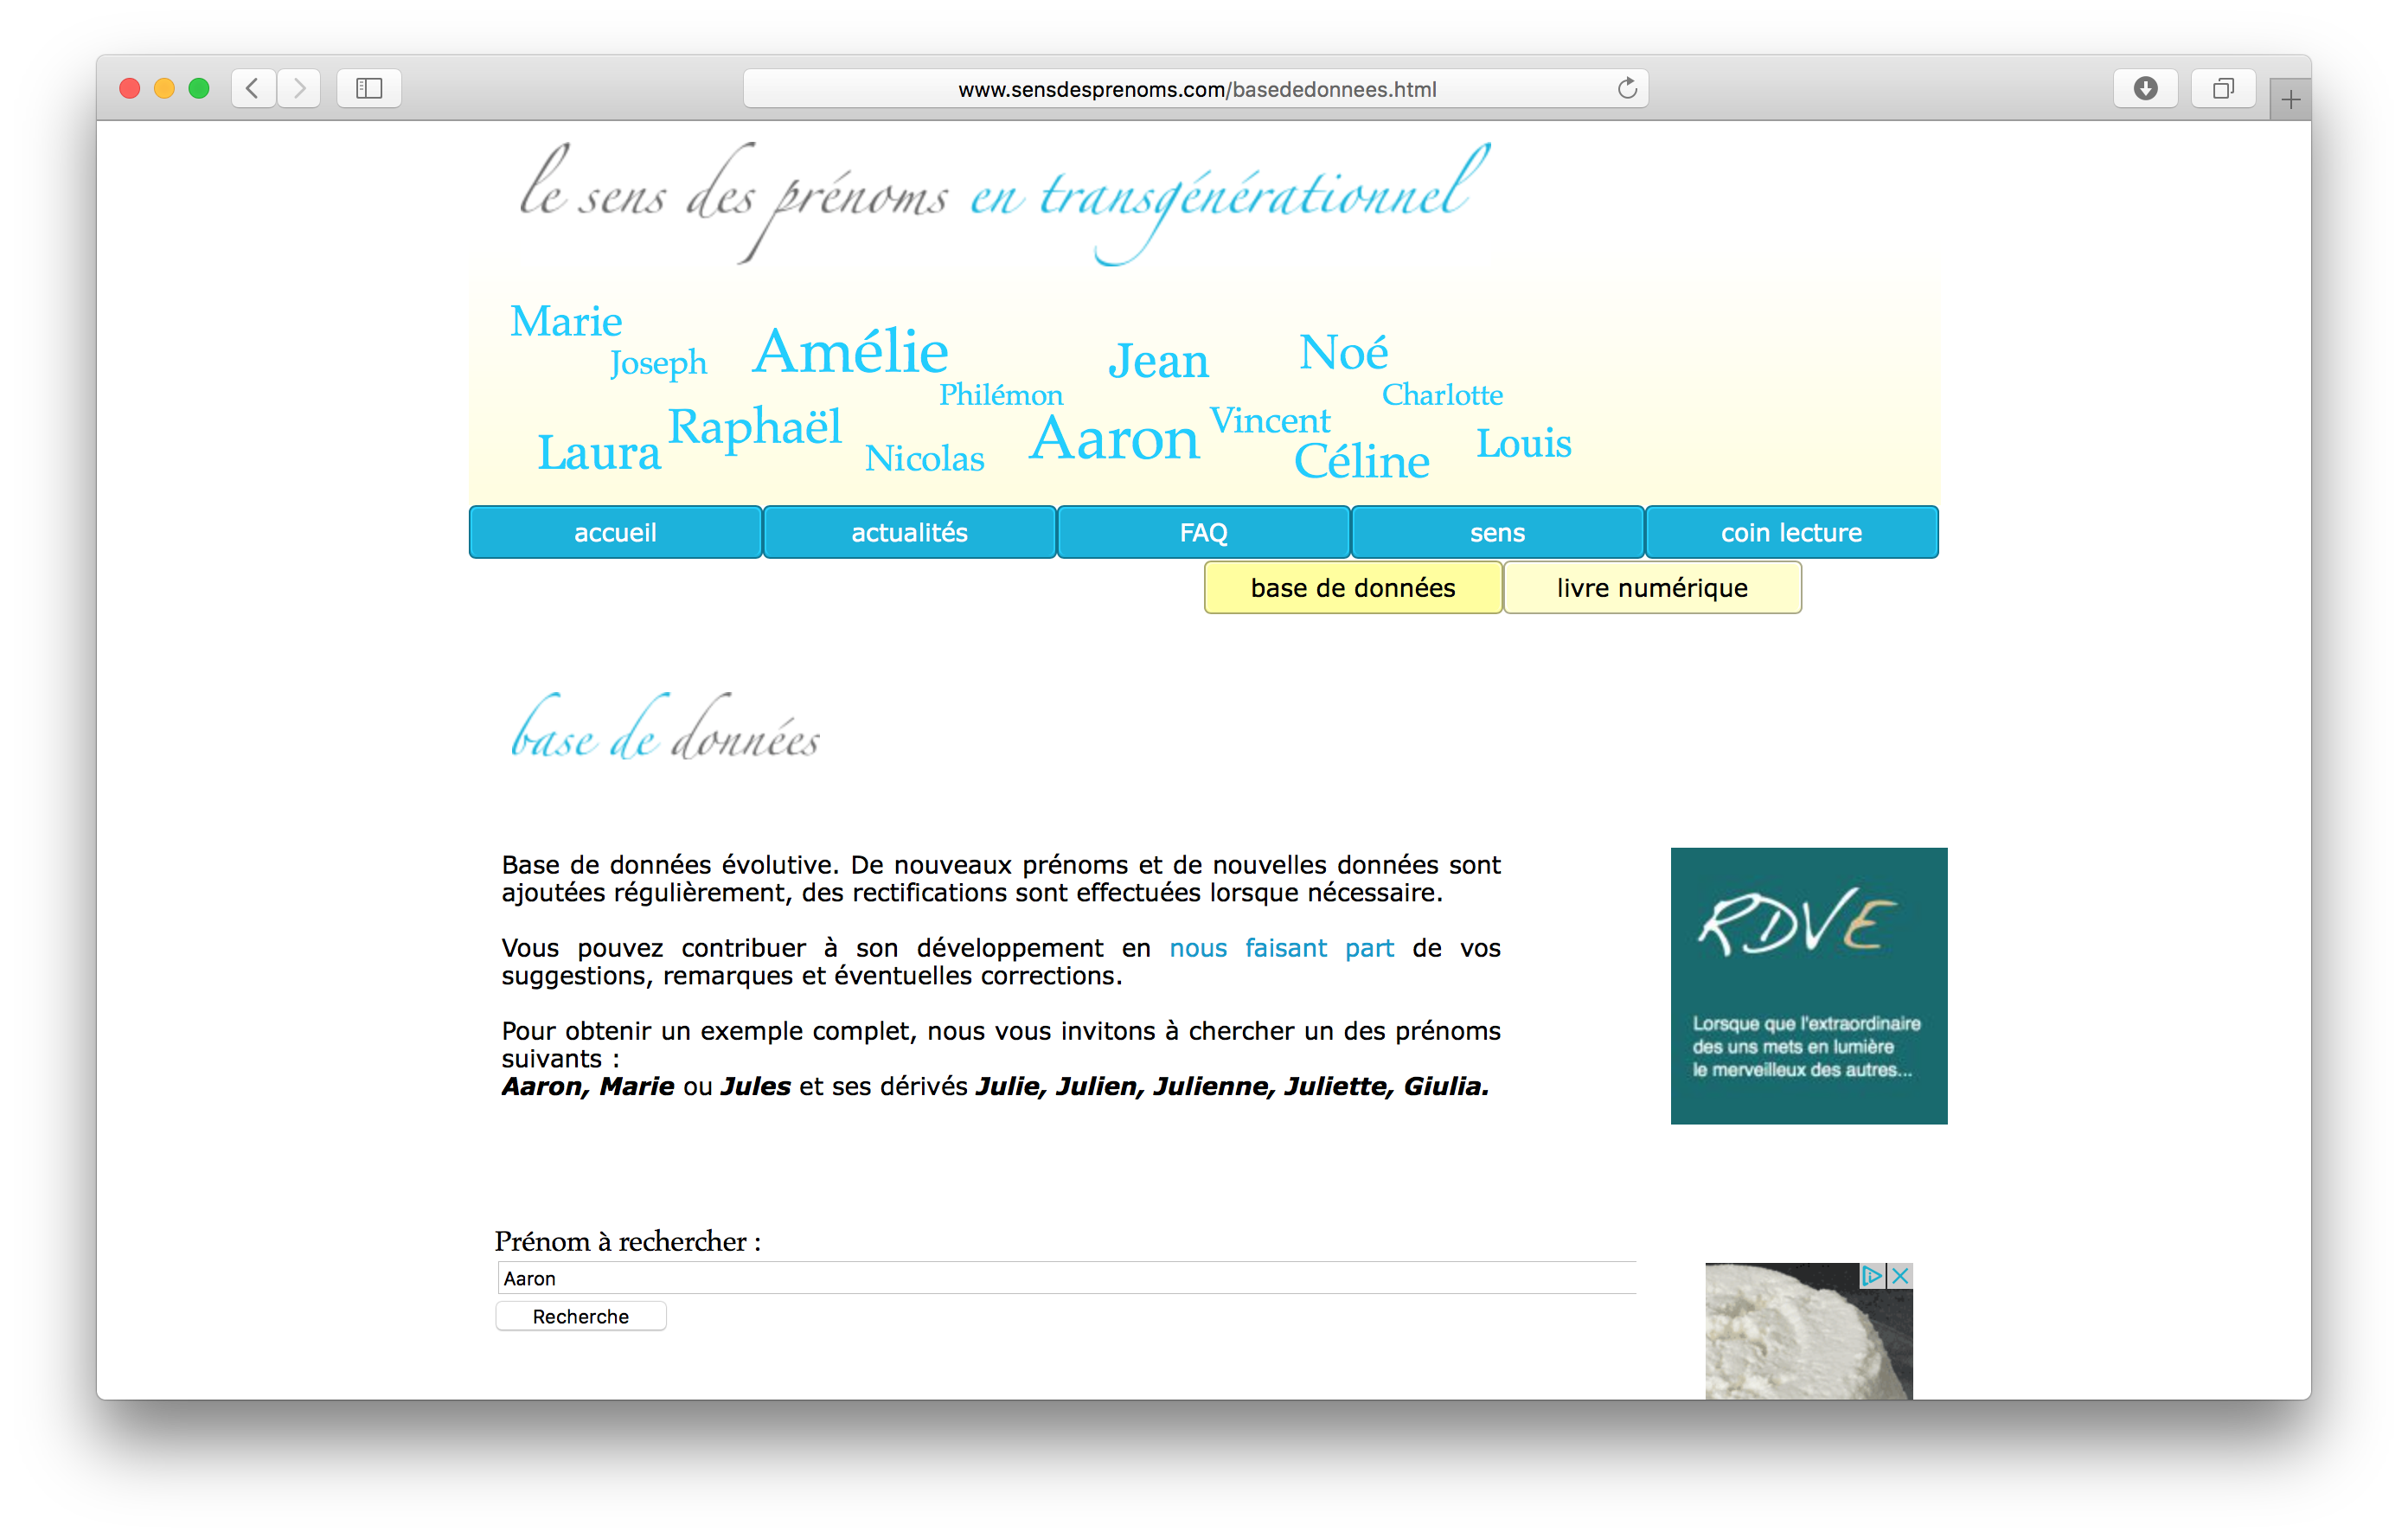 www.sensdesprenoms.com/basededonnees.html
le sens des prénoms en transgénérationnel
Marie
Joseph
Amélie
Philémon
Jean
Noé
Charlotte
Laura
Raphaël
Nicolas
Aaron
Vincent
Céline
Louis
accueil
actualités
FAQ
sens
coin lecture
base de données
livre numérique
base de données
Base de données évolutive. De nouveaux prénoms et de nouvelles données sont
ajoutées régulièrement, des rectifications sont effectuées lorsque nécessaire.
Vous pouvez contribuer à son développement en nous faisant part de vos
suggestions, remarques et éventuelles corrections.
Pour obtenir un exemple complet, nous vous invitons à chercher un des prénoms
suivants :
Aaron, Marie ou Jules et ses dérivés Julie, Julien, Julienne, Juliette, Giulia.
RDVE
Lorsque que l'extraordinaire
des uns mets en lumière
le merveilleux des autres...
Prénom à rechercher :
Aaron
Recherche